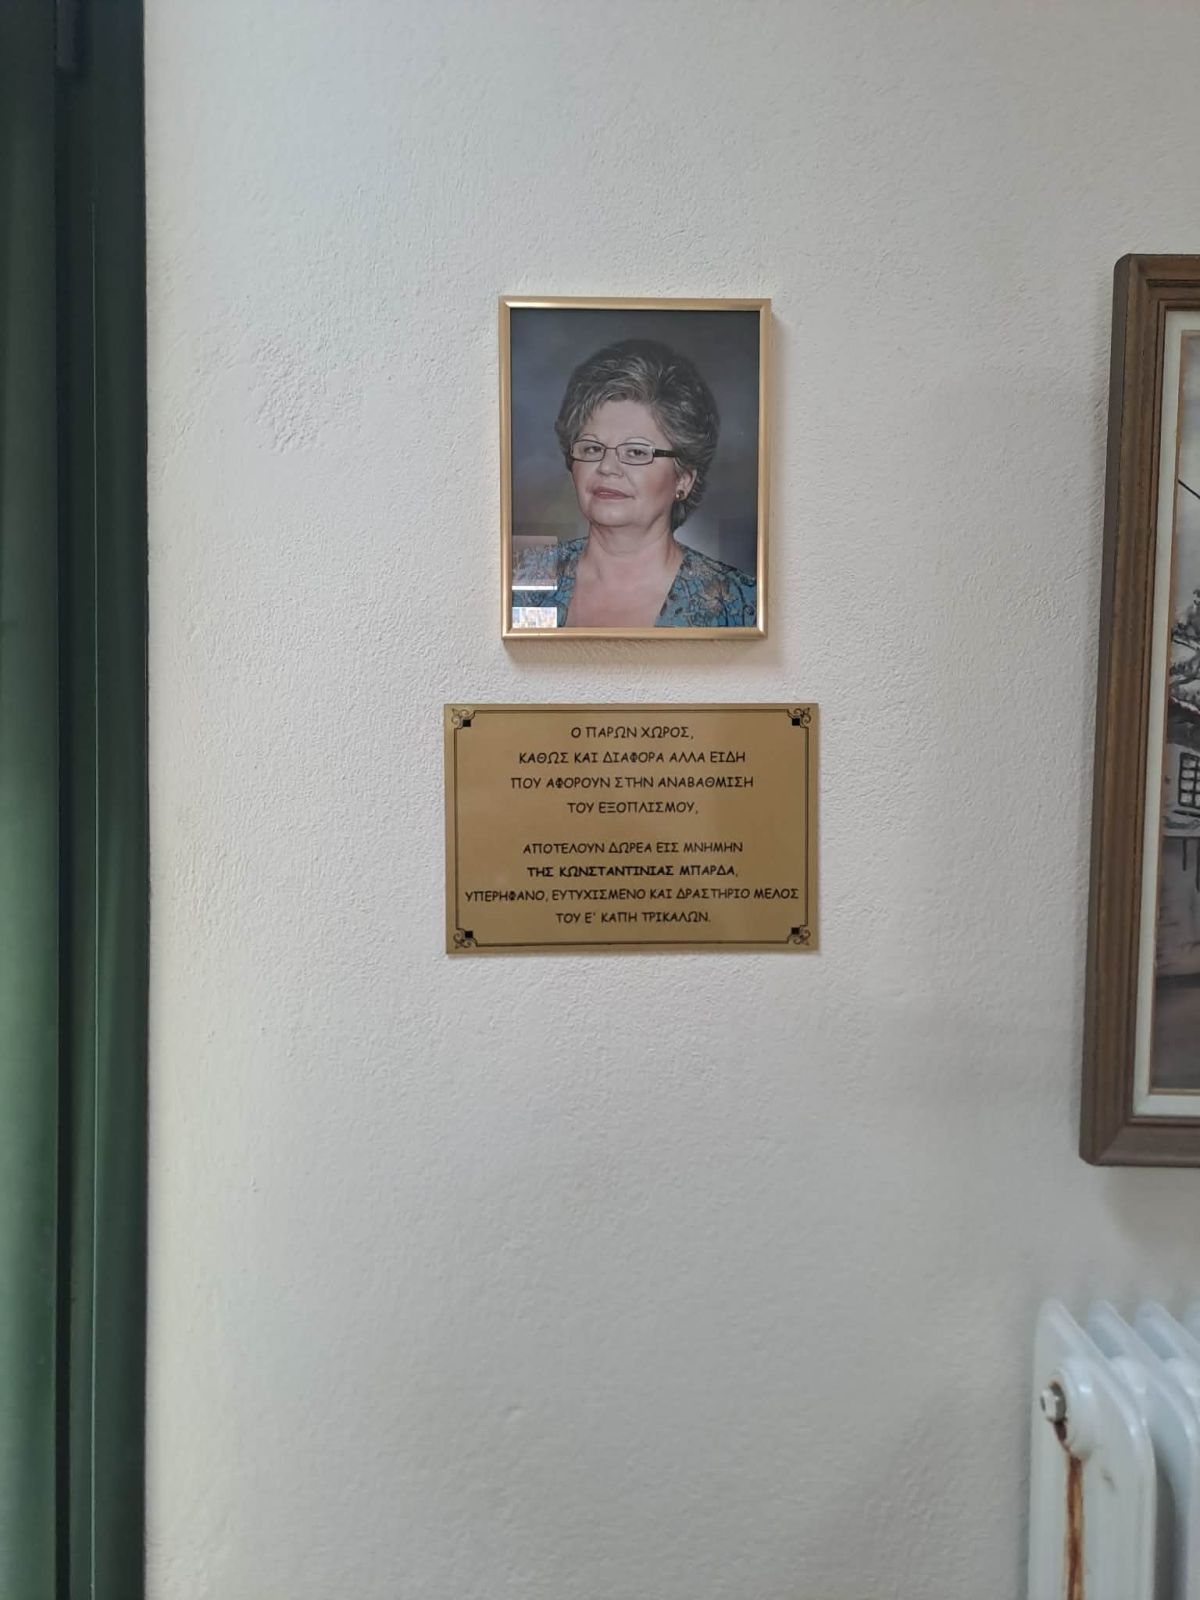 Ο ΠΑΡΩΝ ΧΩΡΟΣ,
ΚΑΘΩΣ ΚΑΙ ΔΙΑΦΟΡΑ ΑΛΛΑ ΕΙΔΗ
ΠΟΥ ΑΦΟΡΟΥΝ ΣΤΗΝ ΑΝΑΒΑΘΜΙΣΗ
ΤΟΥ ΕΞΟΠΛΙΣΜΟΥ,
ΑΠΟΤΕΛΟΥΝ ΔΩΡΕΑ ΕΙΣ ΜΝΗΜΗΝ
ΤΗΣ ΚΩΝΣΤΑΝΤΙΝΙΑΣ ΜΠΑΡΔΑ,
ΥΠΕΡΗΦΑΝΟ, ΕΥΤΥΧΙΣΜΕΝΟ ΚΑΙ ΔΡΑΣΤΗΡΙΟ ΜΕΛΟΣ
ΤΟΥ Ε' ΚΑΠΗ ΤΡΙΚΑΛΩΝ.